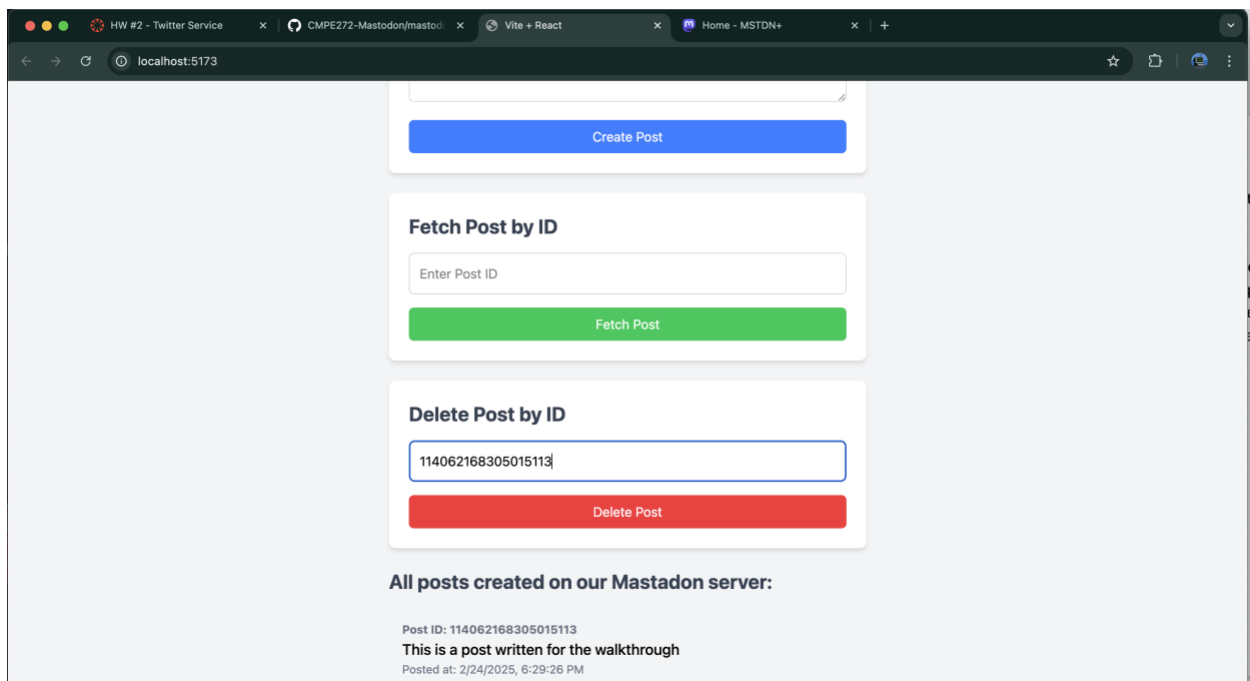 HW #2 - Twitter Service
CMPE272-Mastodon/mastod
Vite + React
Home - MSTDN+
localhost:5173
Create Post
Fetch Post by ID
Enter Post ID
Fetch Post
Delete Post by ID
114062168305015113
Delete Post
All posts created on our Mastadon server:
Post ID: 114062168305015113
This is a post written for the walkthrough
Posted at: 2/24/2025, 6:29:26 PM